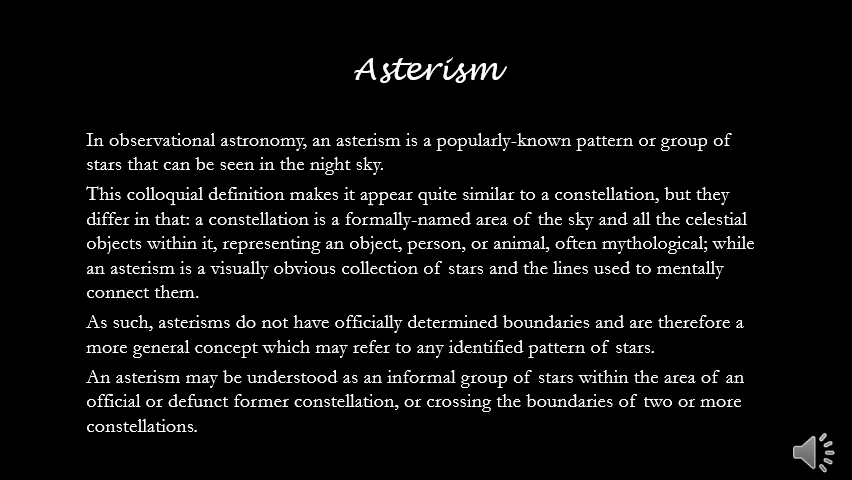 Asterism
In observational astronomy, an asterism is a popularly-known pattern or group of
stars that can be seen in the night sky.
This colloquial definition makes it appear quite similar to a constellation, but they
differ in that: a constellation is a formally-named area of the sky and all the celestial
objects within it, representing an object, person, or animal, often mythological; while
an asterism is a visually obvious collection of stars and the lines used to mentally
connect them.
As such, asterisms do not have officially determined boundaries and are therefore a
more general concept which may refer to any identified pattern of stars.
An asterism may be understood as an informal group of stars within the area of an
official or defunct former constellation, or crossing the boundaries of two or more
constellations.